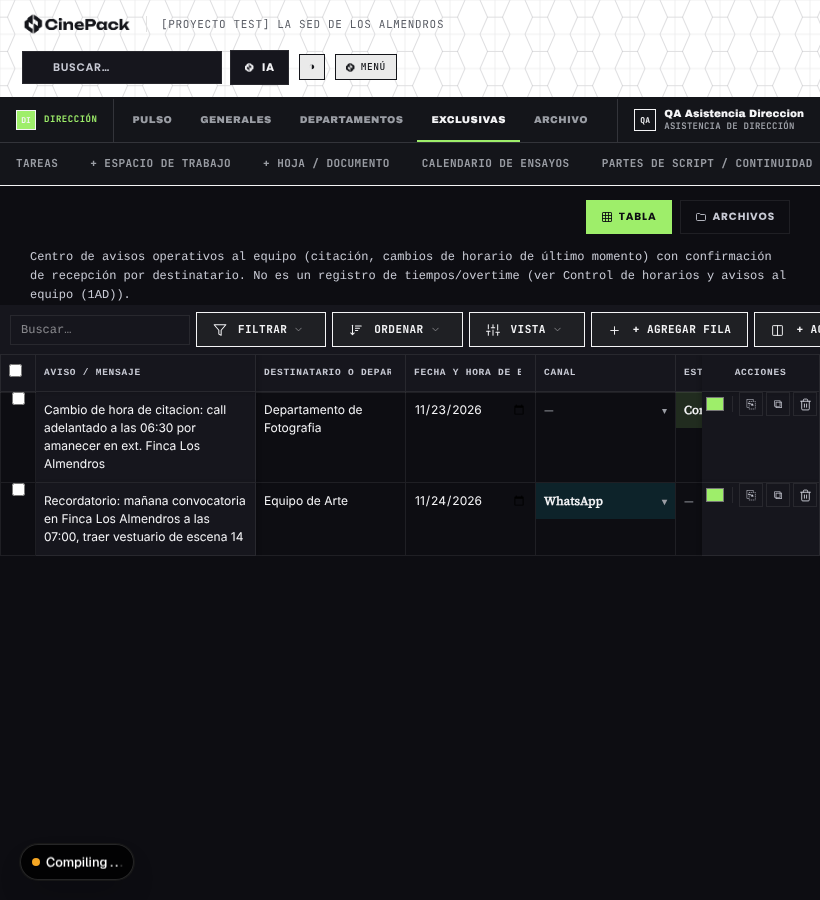 CinePack
[PROYECTO TEST] LA SED DE LOS ALMENDROS
BUSCAR…
IA
MENÚ
DIRECCIÓN
PULSO
GENERALES
DEPARTAMENTOS
EXCLUSIVAS
ARCHIVO
QA
QA Asistencia Direccion
ASISTENCIA DE DIRECCIÓN
TAREAS
+ ESPACIO DE TRABAJO
+ HOJA / DOCUMENTO
CALENDARIO DE ENSAYOS
PARTES DE SCRIPT / CONTINUIDAD
TABLA
ARCHIVOS
Centro de avisos operativos al equipo (citación, cambios de horario de último momento) con confirmación
de recepción por destinatario. No es un registro de tiempos/overtime (ver Control de horarios y avisos al
equipo (1AD)).
Buscar…
FILTRAR
ORDENAR
VISTA
+ AGREGAR FILA
AVISO / MENSAJE
DESTINATARIO O DEPAR
FECHA Y HORA DE E
CANAL
EST
ACCIONES
Cambio de hora de citacion: call
adelantado a las 06:30 por
amanecer en ext. Finca Los
Almendros
Departamento de
Fotografia
11/23/2026
—
Recordatorio: mañana convocatoria
en Finca Los Almendros a las
07:00, traer vestuario de escena 14
Equipo de Arte
11/24/2026
WhatsApp
—
Compiling...